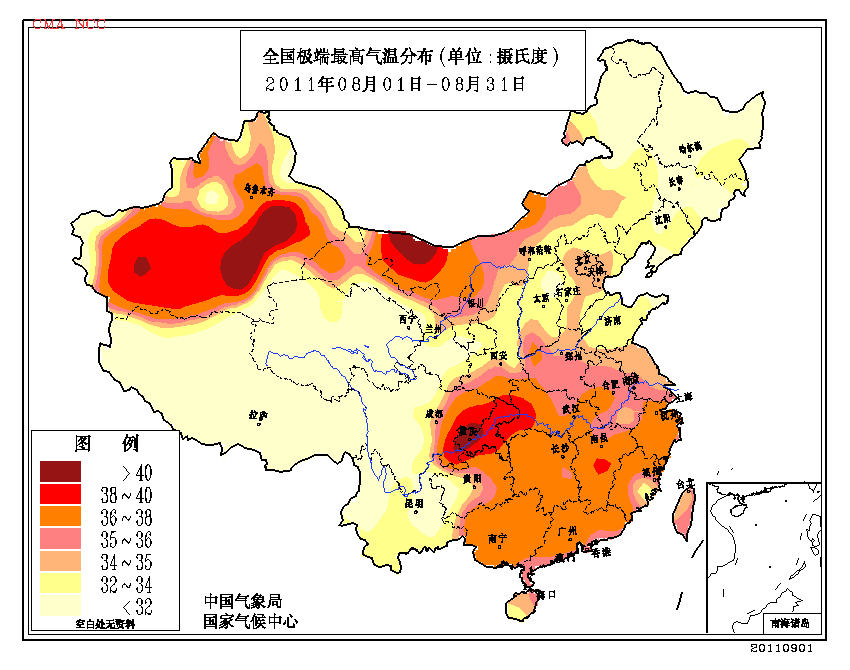 CMA NCC
全国极端最高气温分布(单位:摄氏度)
2011年08月01日-08月31日
哈尔滨
长春
乌鲁木齐
沈阳
呼和浩特
北京
天津
银川
太原
石家庄
西宁
兰州
济南
西安
郑州
合肥
南京
上海
拉萨
成都
武汉
杭州
重庆
南昌
长沙
贵阳
福州
台北
昆明
南宁
广州
澳门
香港
海口
图 例
>40
38~40
36~38
35~36
34~35
32~34
<32
空白处无资料
中国气象局
国家气候中心
南海诸岛
20110901